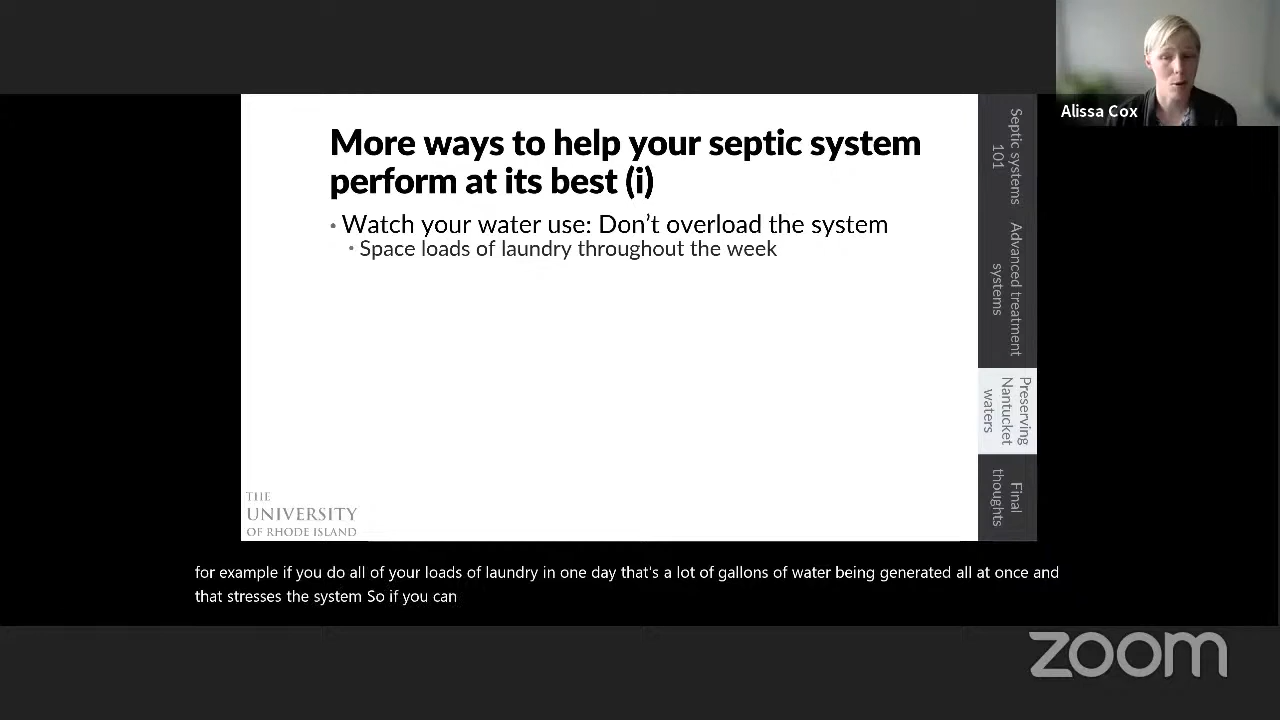 Alissa Cox
More ways to help your septic system
perform at its best (i)
• Watch your water use: Don't overload the system
• Space loads of laundry throughout the week
Septic systems
101
Advanced treatment
systems
Preserving
Nantucket
waters
Final
thoughts
THE
UNIVERSITY
OF RHODE ISLAND
for example if you do all of your loads of laundry in one day that's a lot of gallons of water being generated all at once and
that stresses the system. So if you can
zoom